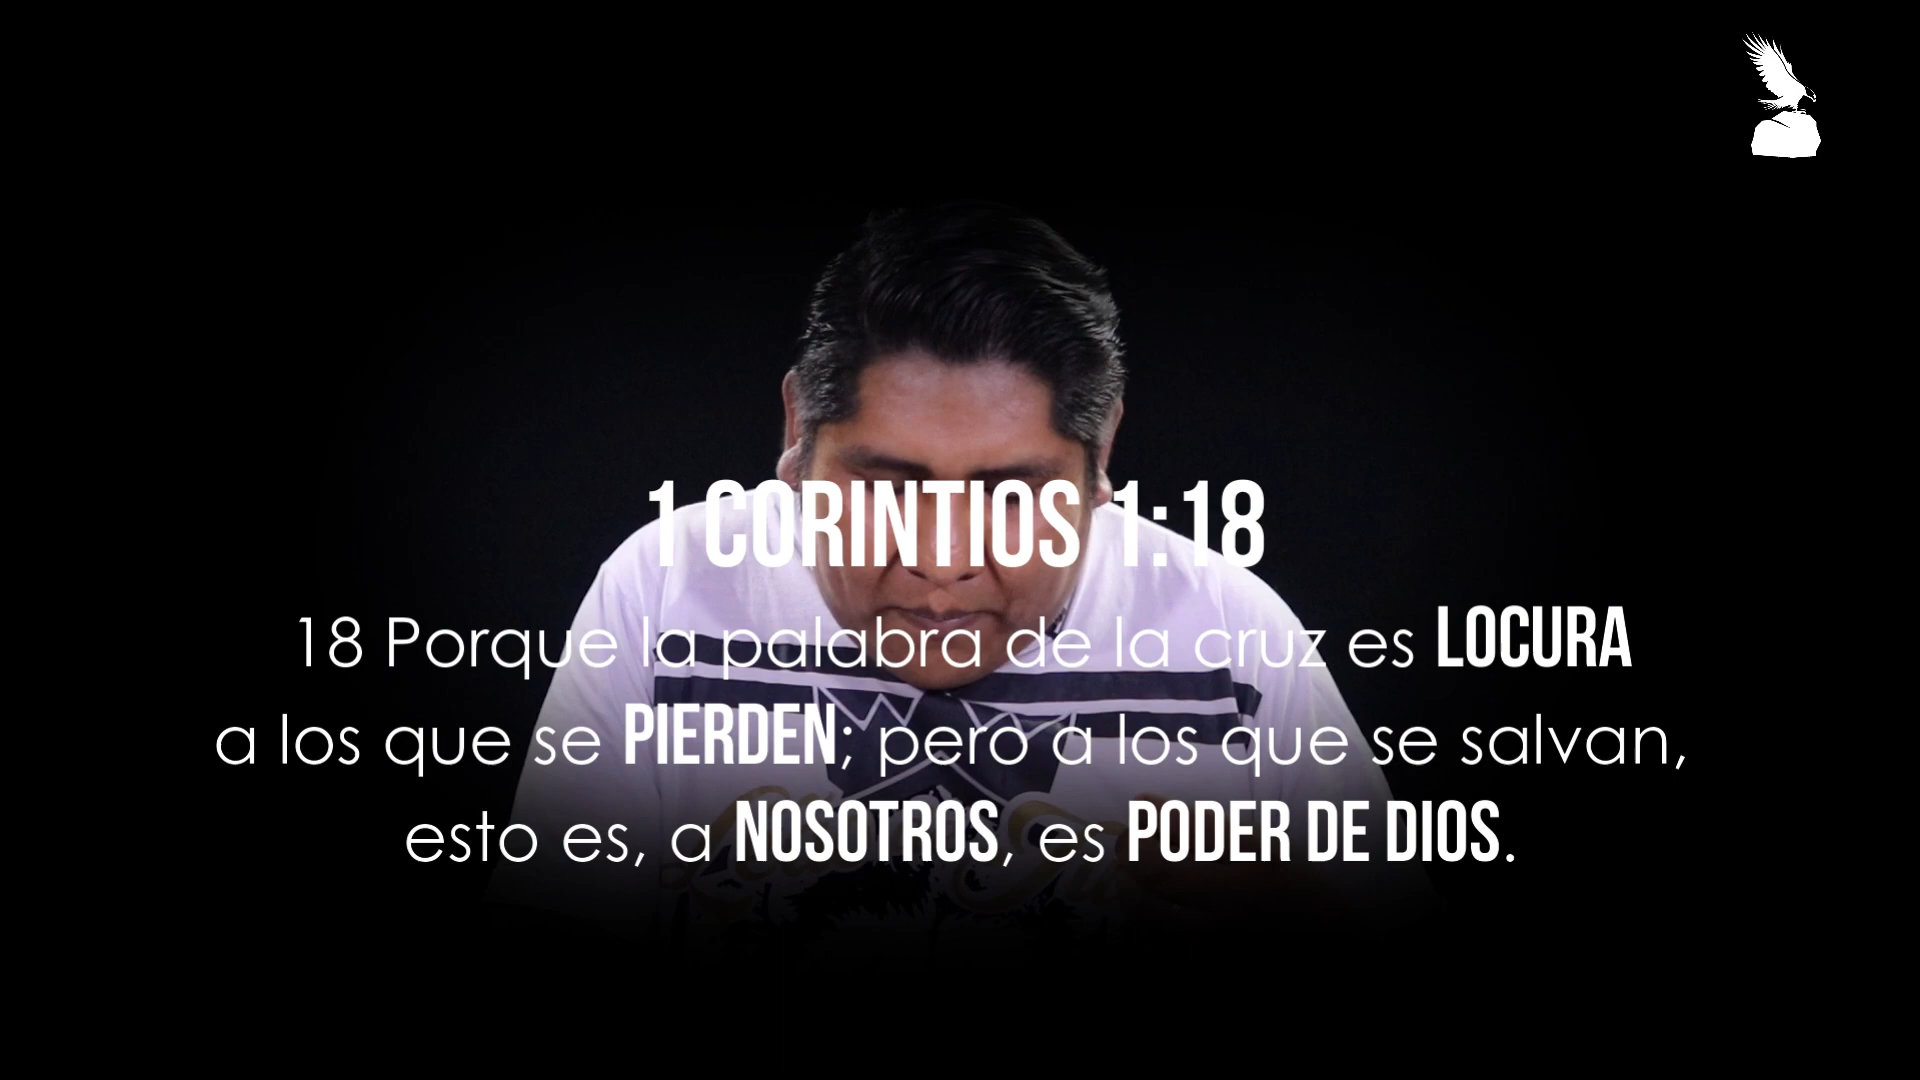 1 CORINTIOS 1:18
18 Porque la palabra de la cruz es LOCURA
a los que se PIERDEN; pero a los que se salvan,
esto es, a NOSOTROS, es PODER DE DIOS.